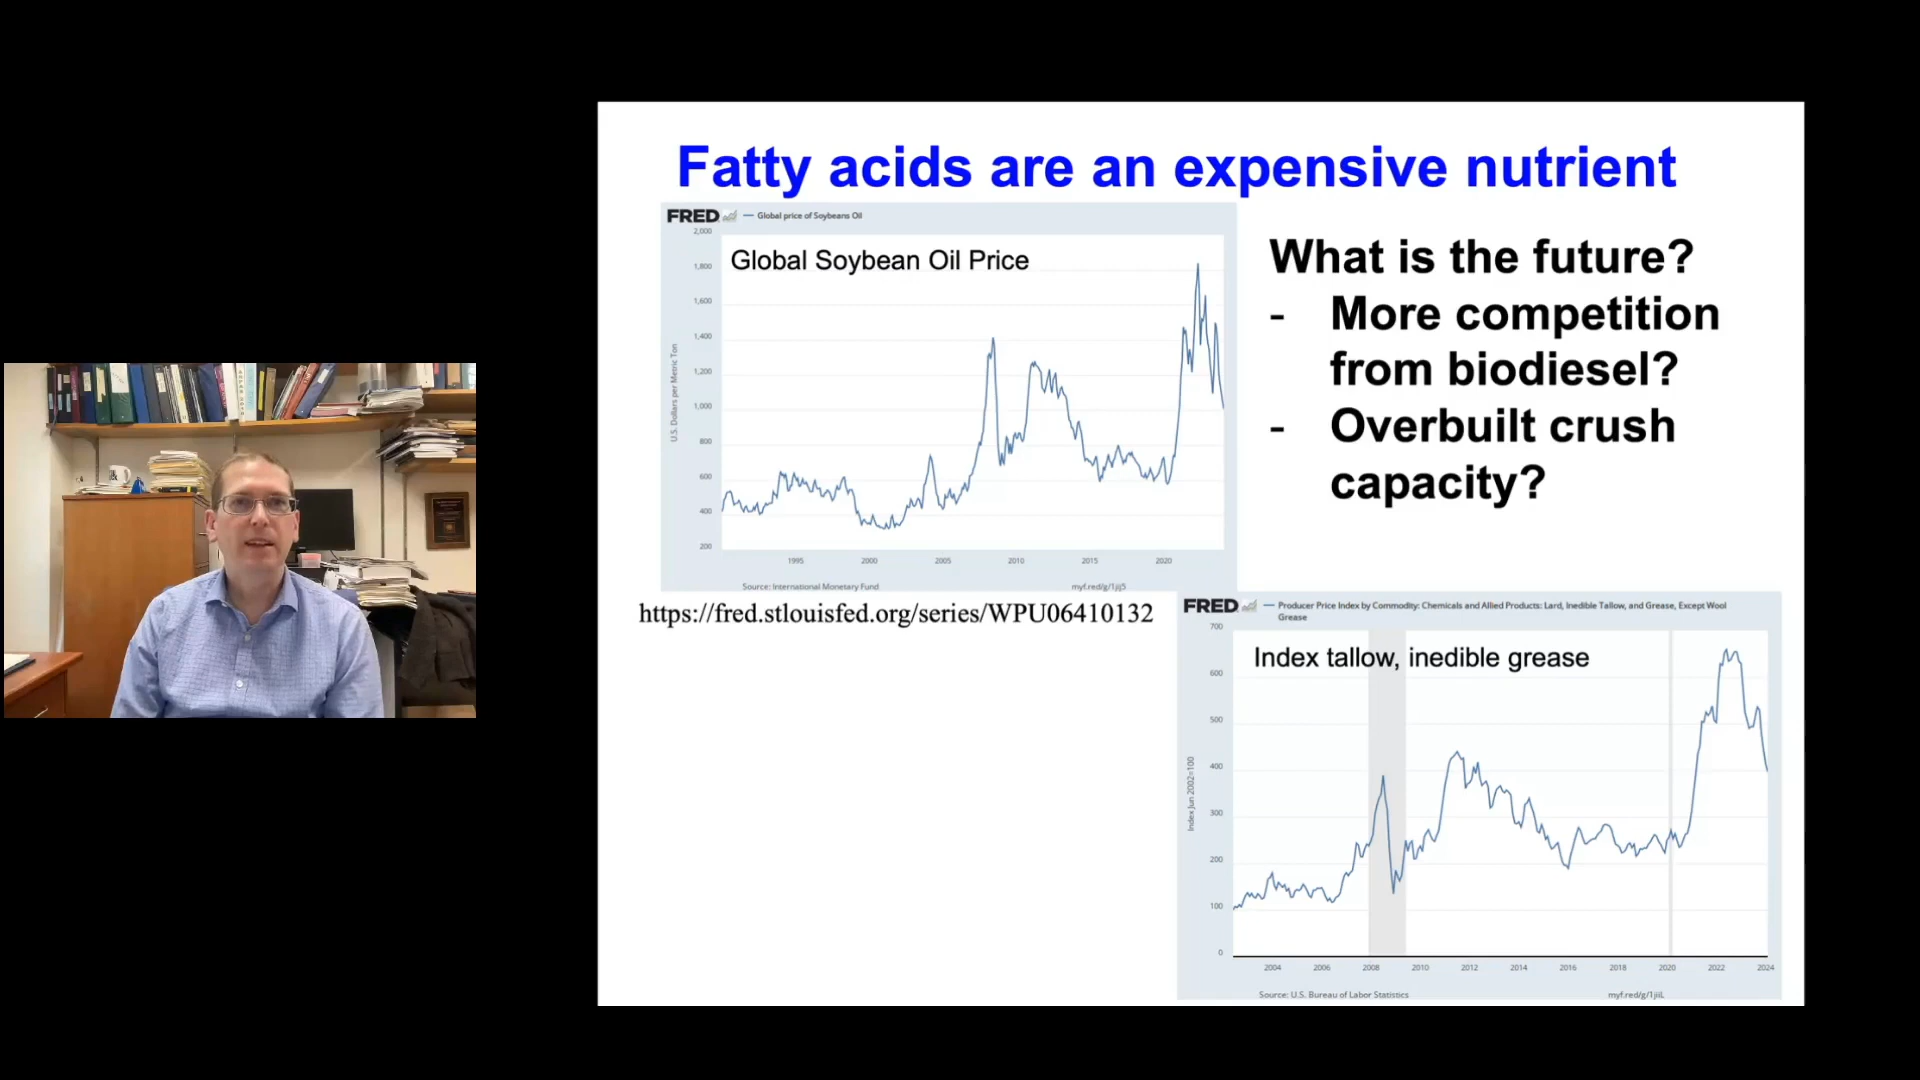 Fatty acids are an expensive nutrient
FRED — Global price of Soybeans Oil
Global Soybean Oil Price
U.S. Dollars per Metric Ton
2,000
1,800
1,600
1,400
1,200
1,000
800
600
400
200
1995 2000 2005 2010 2015 2020
Source: International Monetary Fund
myf.red/g/1jij5
https://fred.stlouisfed.org/series/WPU06410132
What is the future?
- More competition
from biodiesel?
- Overbuilt crush
capacity?
FRED — Producer Price Index by Commodity: Chemicals and Allied Products: Lard, Inedible Tallow, and Grease, Except Wool
Grease
Index tallow, inedible grease
Index Jun 2002=100
700
600
500
400
300
200
100
0
2004 2006 2008 2010 2012 2014 2016 2018 2020 2022 2024
Source: U.S. Bureau of Labor Statistics